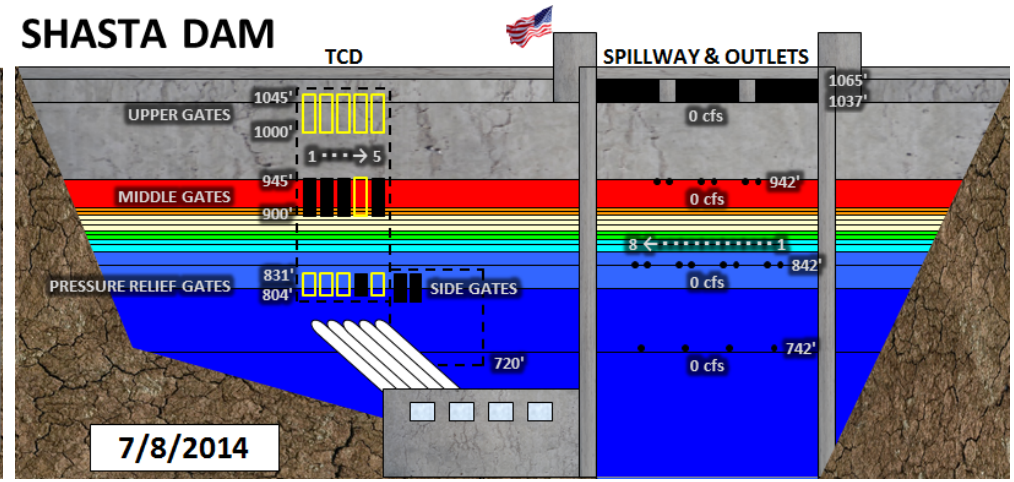 SHASTA DAM
TCD
SPILLWAY & OUTLETS
1045'
1065'
UPPER GATES
1037'
0 cfs
1000'
1 5
945'
942'
MIDDLE GATES
0 cfs
900'
8 1
831'
842'
PRESSURE RELIEF GATES
SIDE GATES
0 cfs
804'
742'
720'
0 cfs
7/8/2014